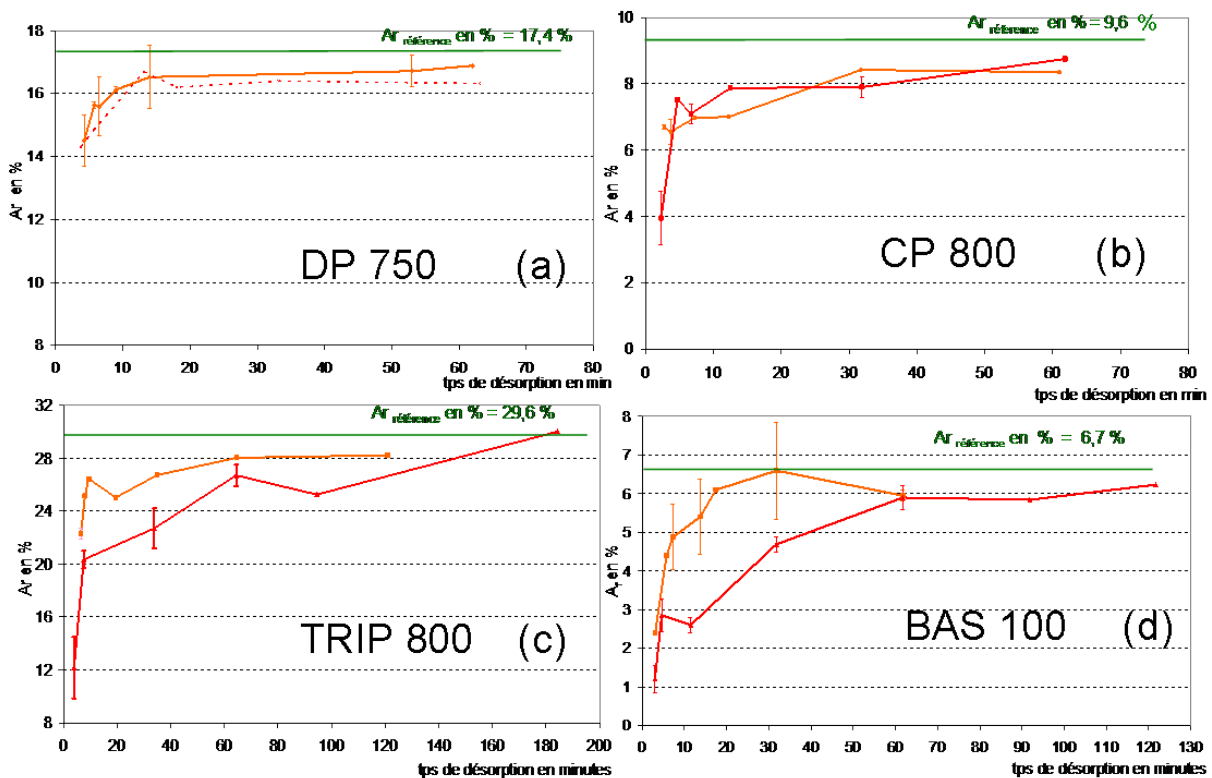 Ar référence en % = 17,4 %
18
16
14
12
10
8
Ar en %
DP 750 (a)
0 10 20 30 40 50 60 70 80
tps de désorption en min
Ar référence en % = 9,6 %
10
8
6
4
2
0
Ar en %
CP 800 (b)
0 10 20 30 40 50 60 70 80
tps de désorption en min
Ar référence en % = 29,6 %
32
28
24
20
16
12
8
Ar en %
TRIP 800 (c)
0 20 40 60 80 100 120 140 160 180 200
tps de désorption en minutes
Ar référence en % = 6,7 %
8
7
6
5
4
3
2
1
0
Ar en %
BAS 100 (d)
0 10 20 30 40 50 60 70 80 90 100 110 120 130
tps de désorption en minutes